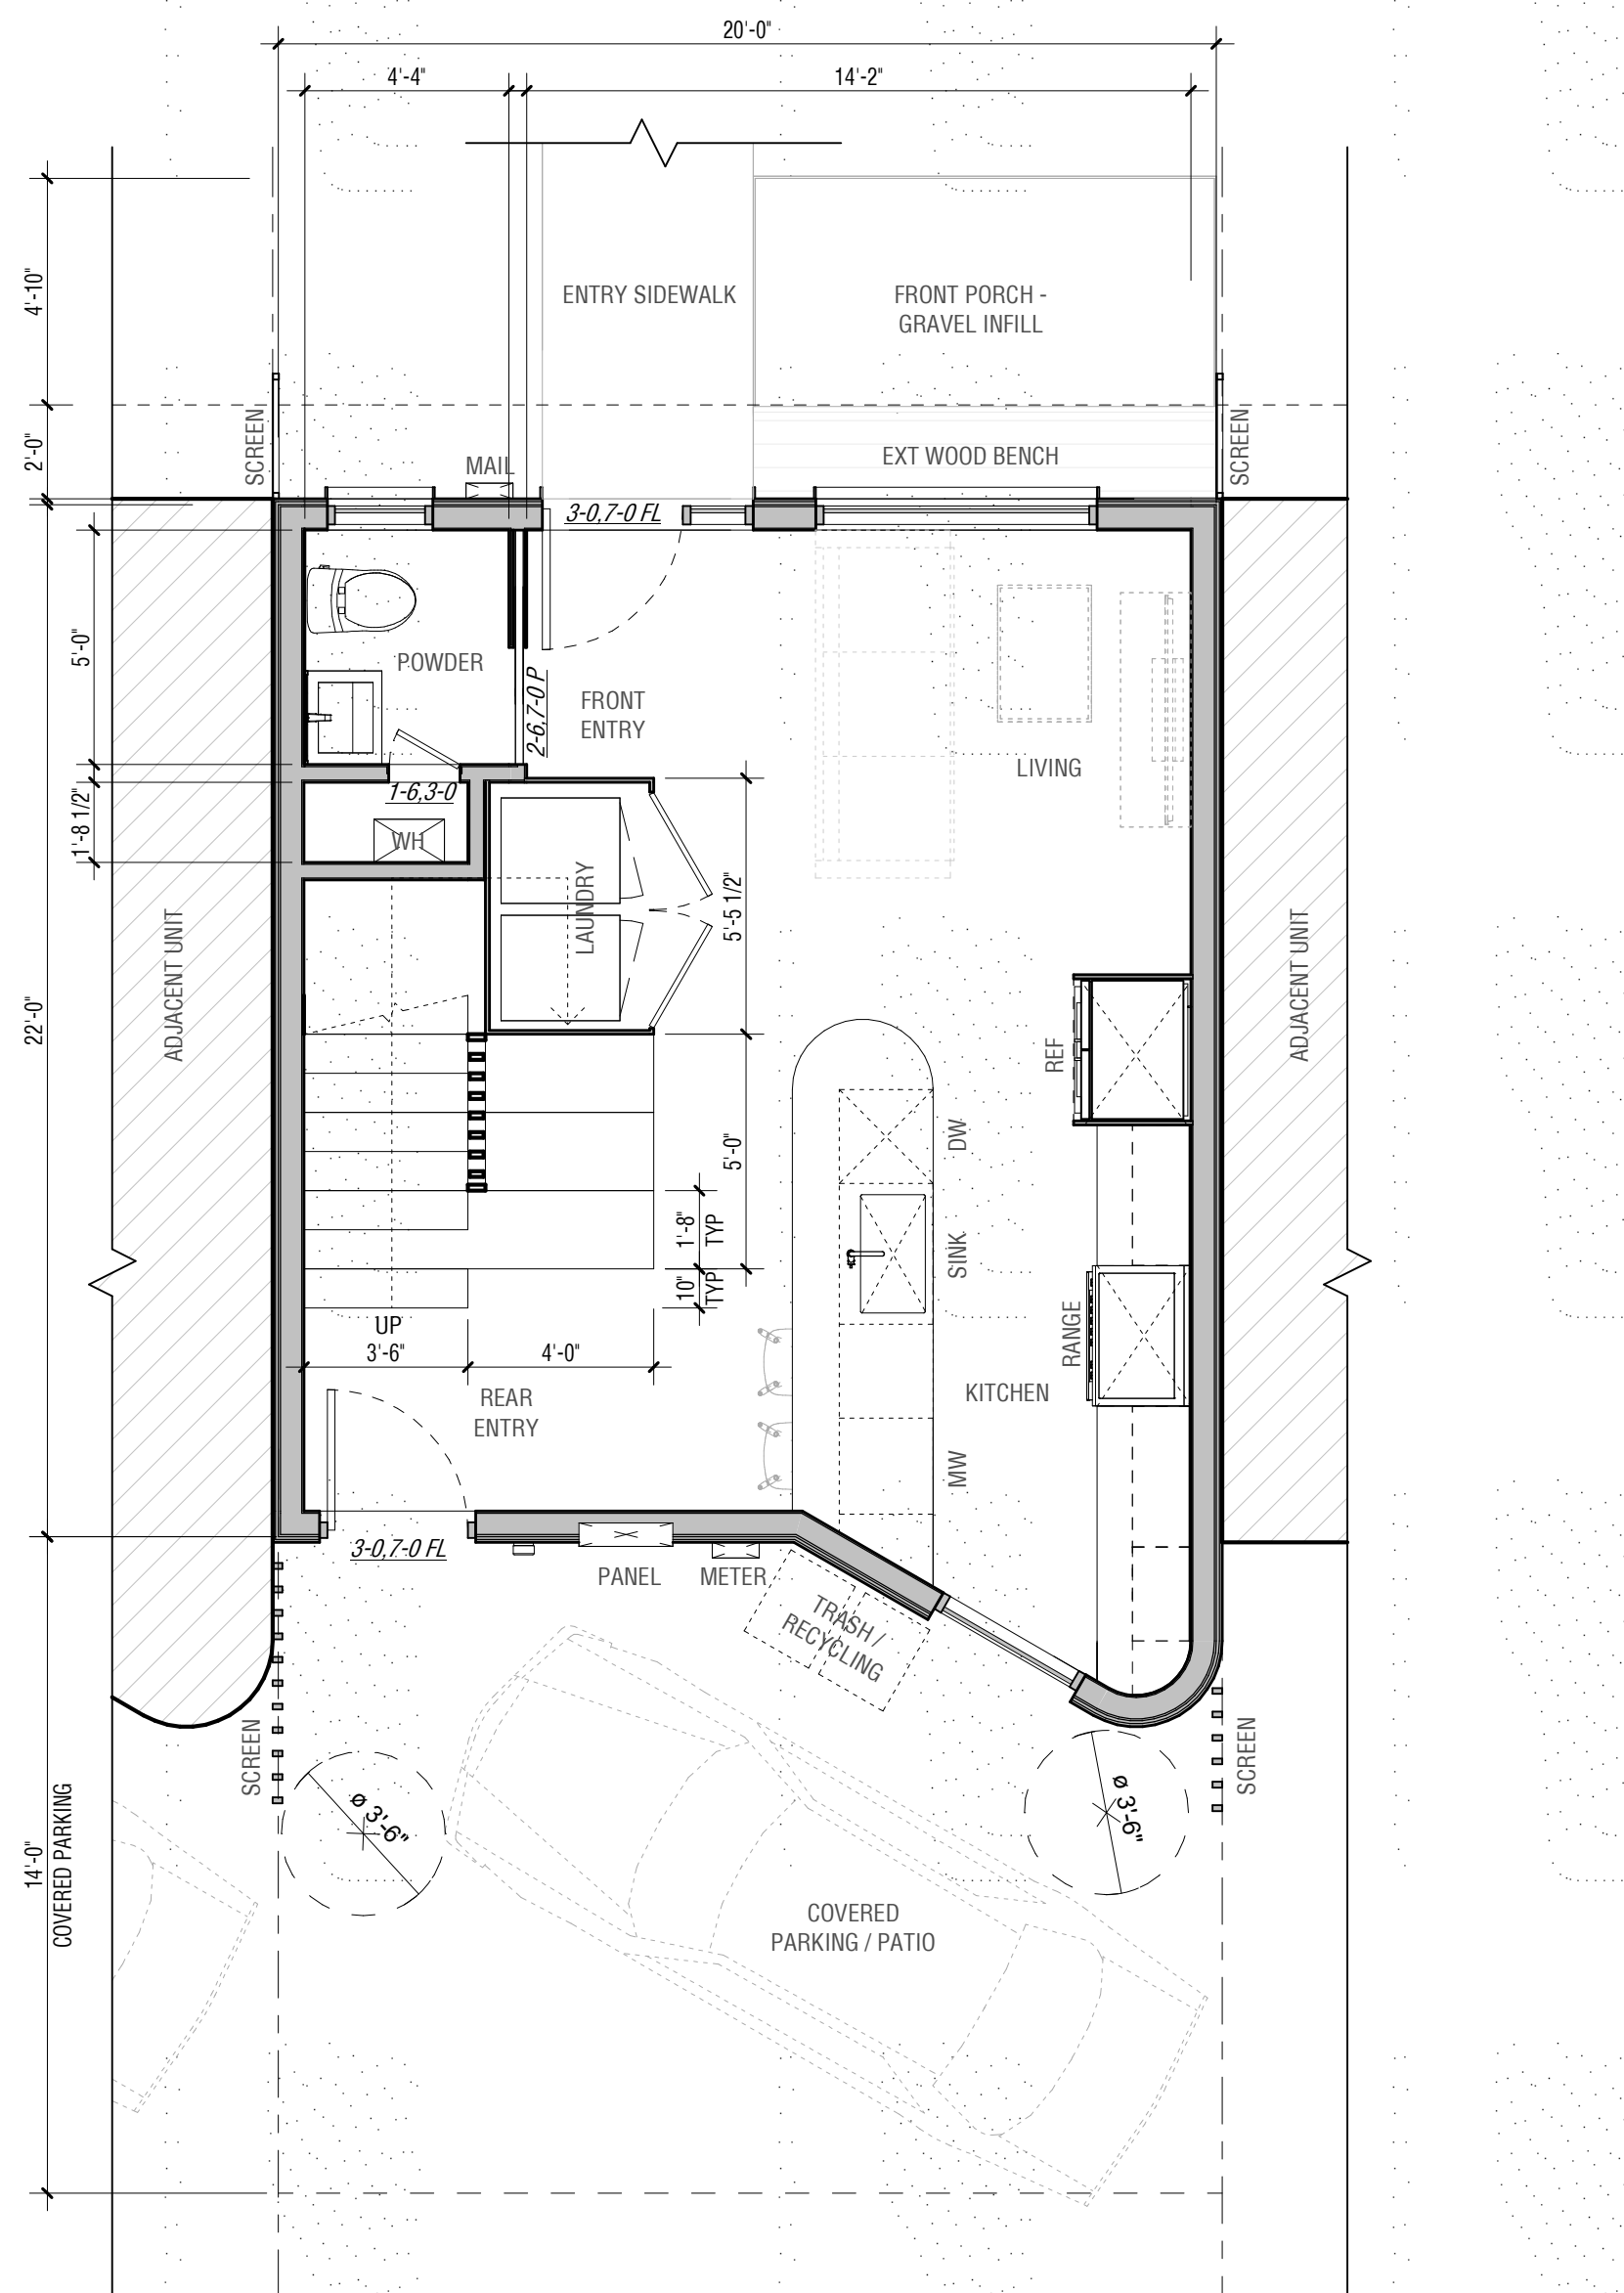 20'-0"
4'-4"
14'-2"
4'-10"
ENTRY SIDEWALK
FRONT PORCH -
GRAVEL INFILL
2'-0"
SCREEN
MAIL
EXT WOOD BENCH
SCREEN
3-0,7-0 FL
5'-0"
POWDER
2-6,7-0 P
FRONT
ENTRY
LIVING
1-6,3-0
1'-8 1/2"
WH
LAUNDRY
5'-5 1/2"
ADJACENT UNIT
ADJACENT UNIT
22'-0"
REF
DW
5'-0"
1'-8"
TYP
SINK
10"
TYP
UP
3'-6"
4'-0"
RANGE
KITCHEN
REAR
ENTRY
MW
3-0,7-0 FL
PANEL
METER
TRASH /
RECYCLING
SCREEN
SCREEN
ø 3'-6"
ø 3'-6"
14'-0"
COVERED PARKING
COVERED
PARKING / PATIO